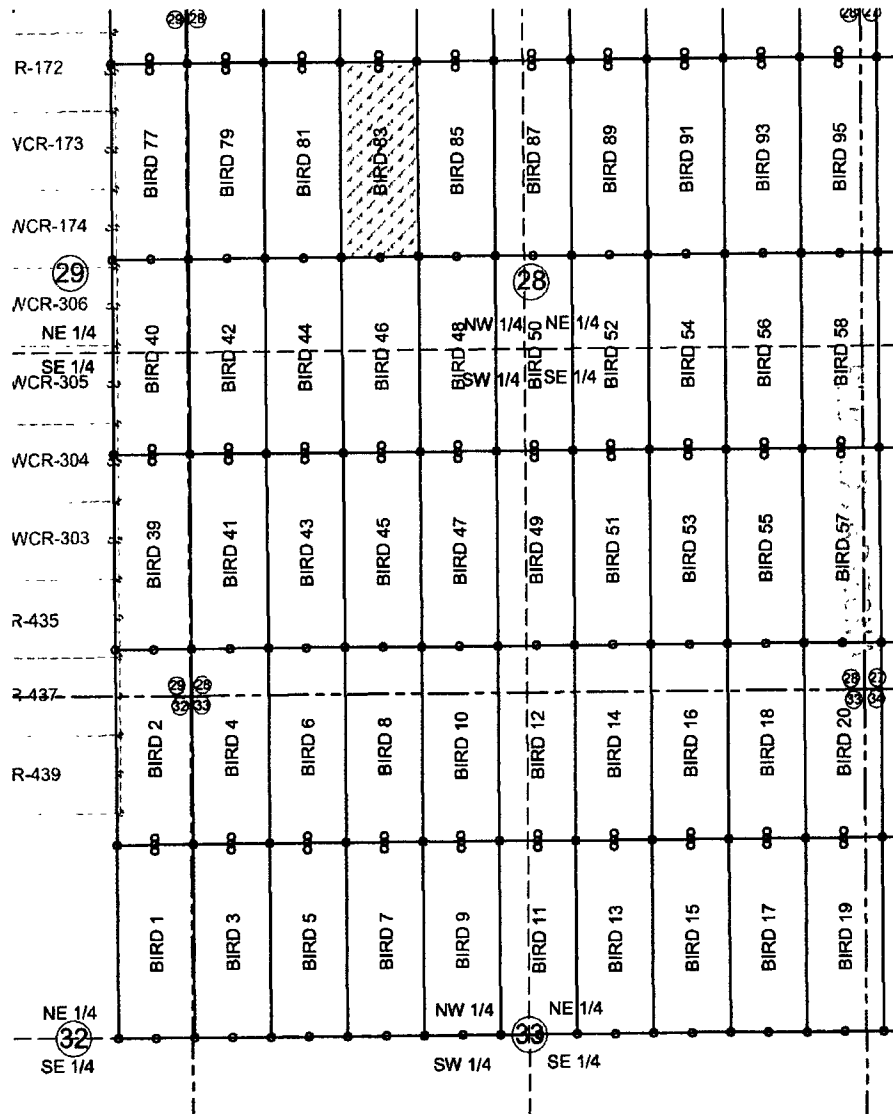 29 28
28 27
R-172
BIRD 77 BIRD 79 BIRD 81 BIRD 83 BIRD 85 BIRD 87 BIRD 89 BIRD 91 BIRD 93 BIRD 95
WCR-173
WCR-174
29
28
WCR-306
NE 1/4
NW 1/4 NE 1/4
BIRD 40 BIRD 42 BIRD 44 BIRD 46 BIRD 48 BIRD 50 BIRD 52 BIRD 54 BIRD 56 BIRD 58
SE 1/4
SW 1/4 SE 1/4
WCR-305
WCR-304
WCR-303
BIRD 39 BIRD 41 BIRD 43 BIRD 45 BIRD 47 BIRD 49 BIRD 51 BIRD 53 BIRD 55 BIRD 57
R-435
29 28
28 27
R-437
32 33
33 34
BIRD 2 BIRD 4 BIRD 6 BIRD 8 BIRD 10 BIRD 12 BIRD 14 BIRD 16 BIRD 18 BIRD 20
R-439
BIRD 1 BIRD 3 BIRD 5 BIRD 7 BIRD 9 BIRD 11 BIRD 13 BIRD 15 BIRD 17 BIRD 19
NE 1/4
NW 1/4 NE 1/4
32
33
SE 1/4
SW 1/4 SE 1/4